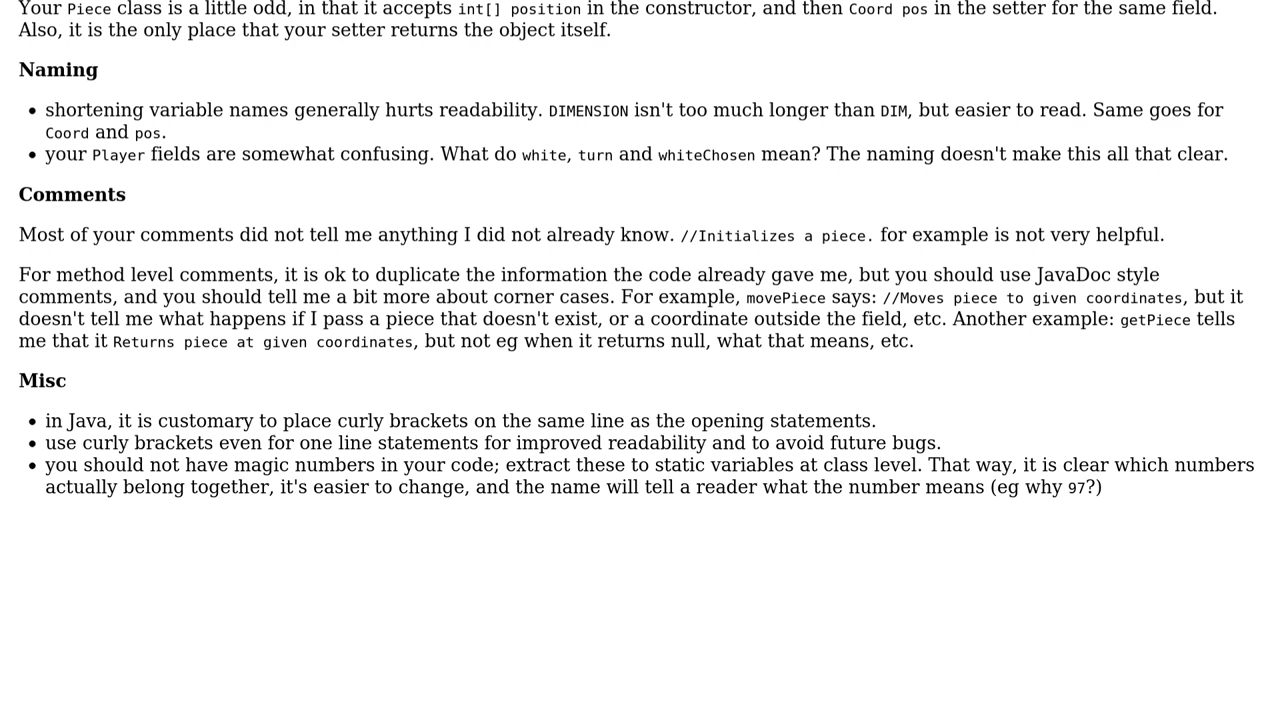 Your Piece class is a little odd, in that it accepts int[] position in the constructor, and then Coord pos in the setter for the same field.
Also, it is the only place that your setter returns the object itself.
Naming
• shortening variable names generally hurts readability. DIMENSION isn't too much longer than DIM, but easier to read. Same goes for
Coord and pos.
• your Player fields are somewhat confusing. What do white, turn and whiteChosen mean? The naming doesn't make this all that clear.
Comments
Most of your comments did not tell me anything I did not already know. //Initializes a piece. for example is not very helpful.
For method level comments, it is ok to duplicate the information the code already gave me, but you should use JavaDoc style
comments, and you should tell me a bit more about corner cases. For example, movePiece says: //Moves piece to given coordinates, but it
doesn't tell me what happens if I pass a piece that doesn't exist, or a coordinate outside the field, etc. Another example: getPiece tells
me that it Returns piece at given coordinates, but not eg when it returns null, what that means, etc.
Misc
• in Java, it is customary to place curly brackets on the same line as the opening statements.
• use curly brackets even for one line statements for improved readability and to avoid future bugs.
• you should not have magic numbers in your code; extract these to static variables at class level. That way, it is clear which numbers
actually belong together, it's easier to change, and the name will tell a reader what the number means (eg why 97?)